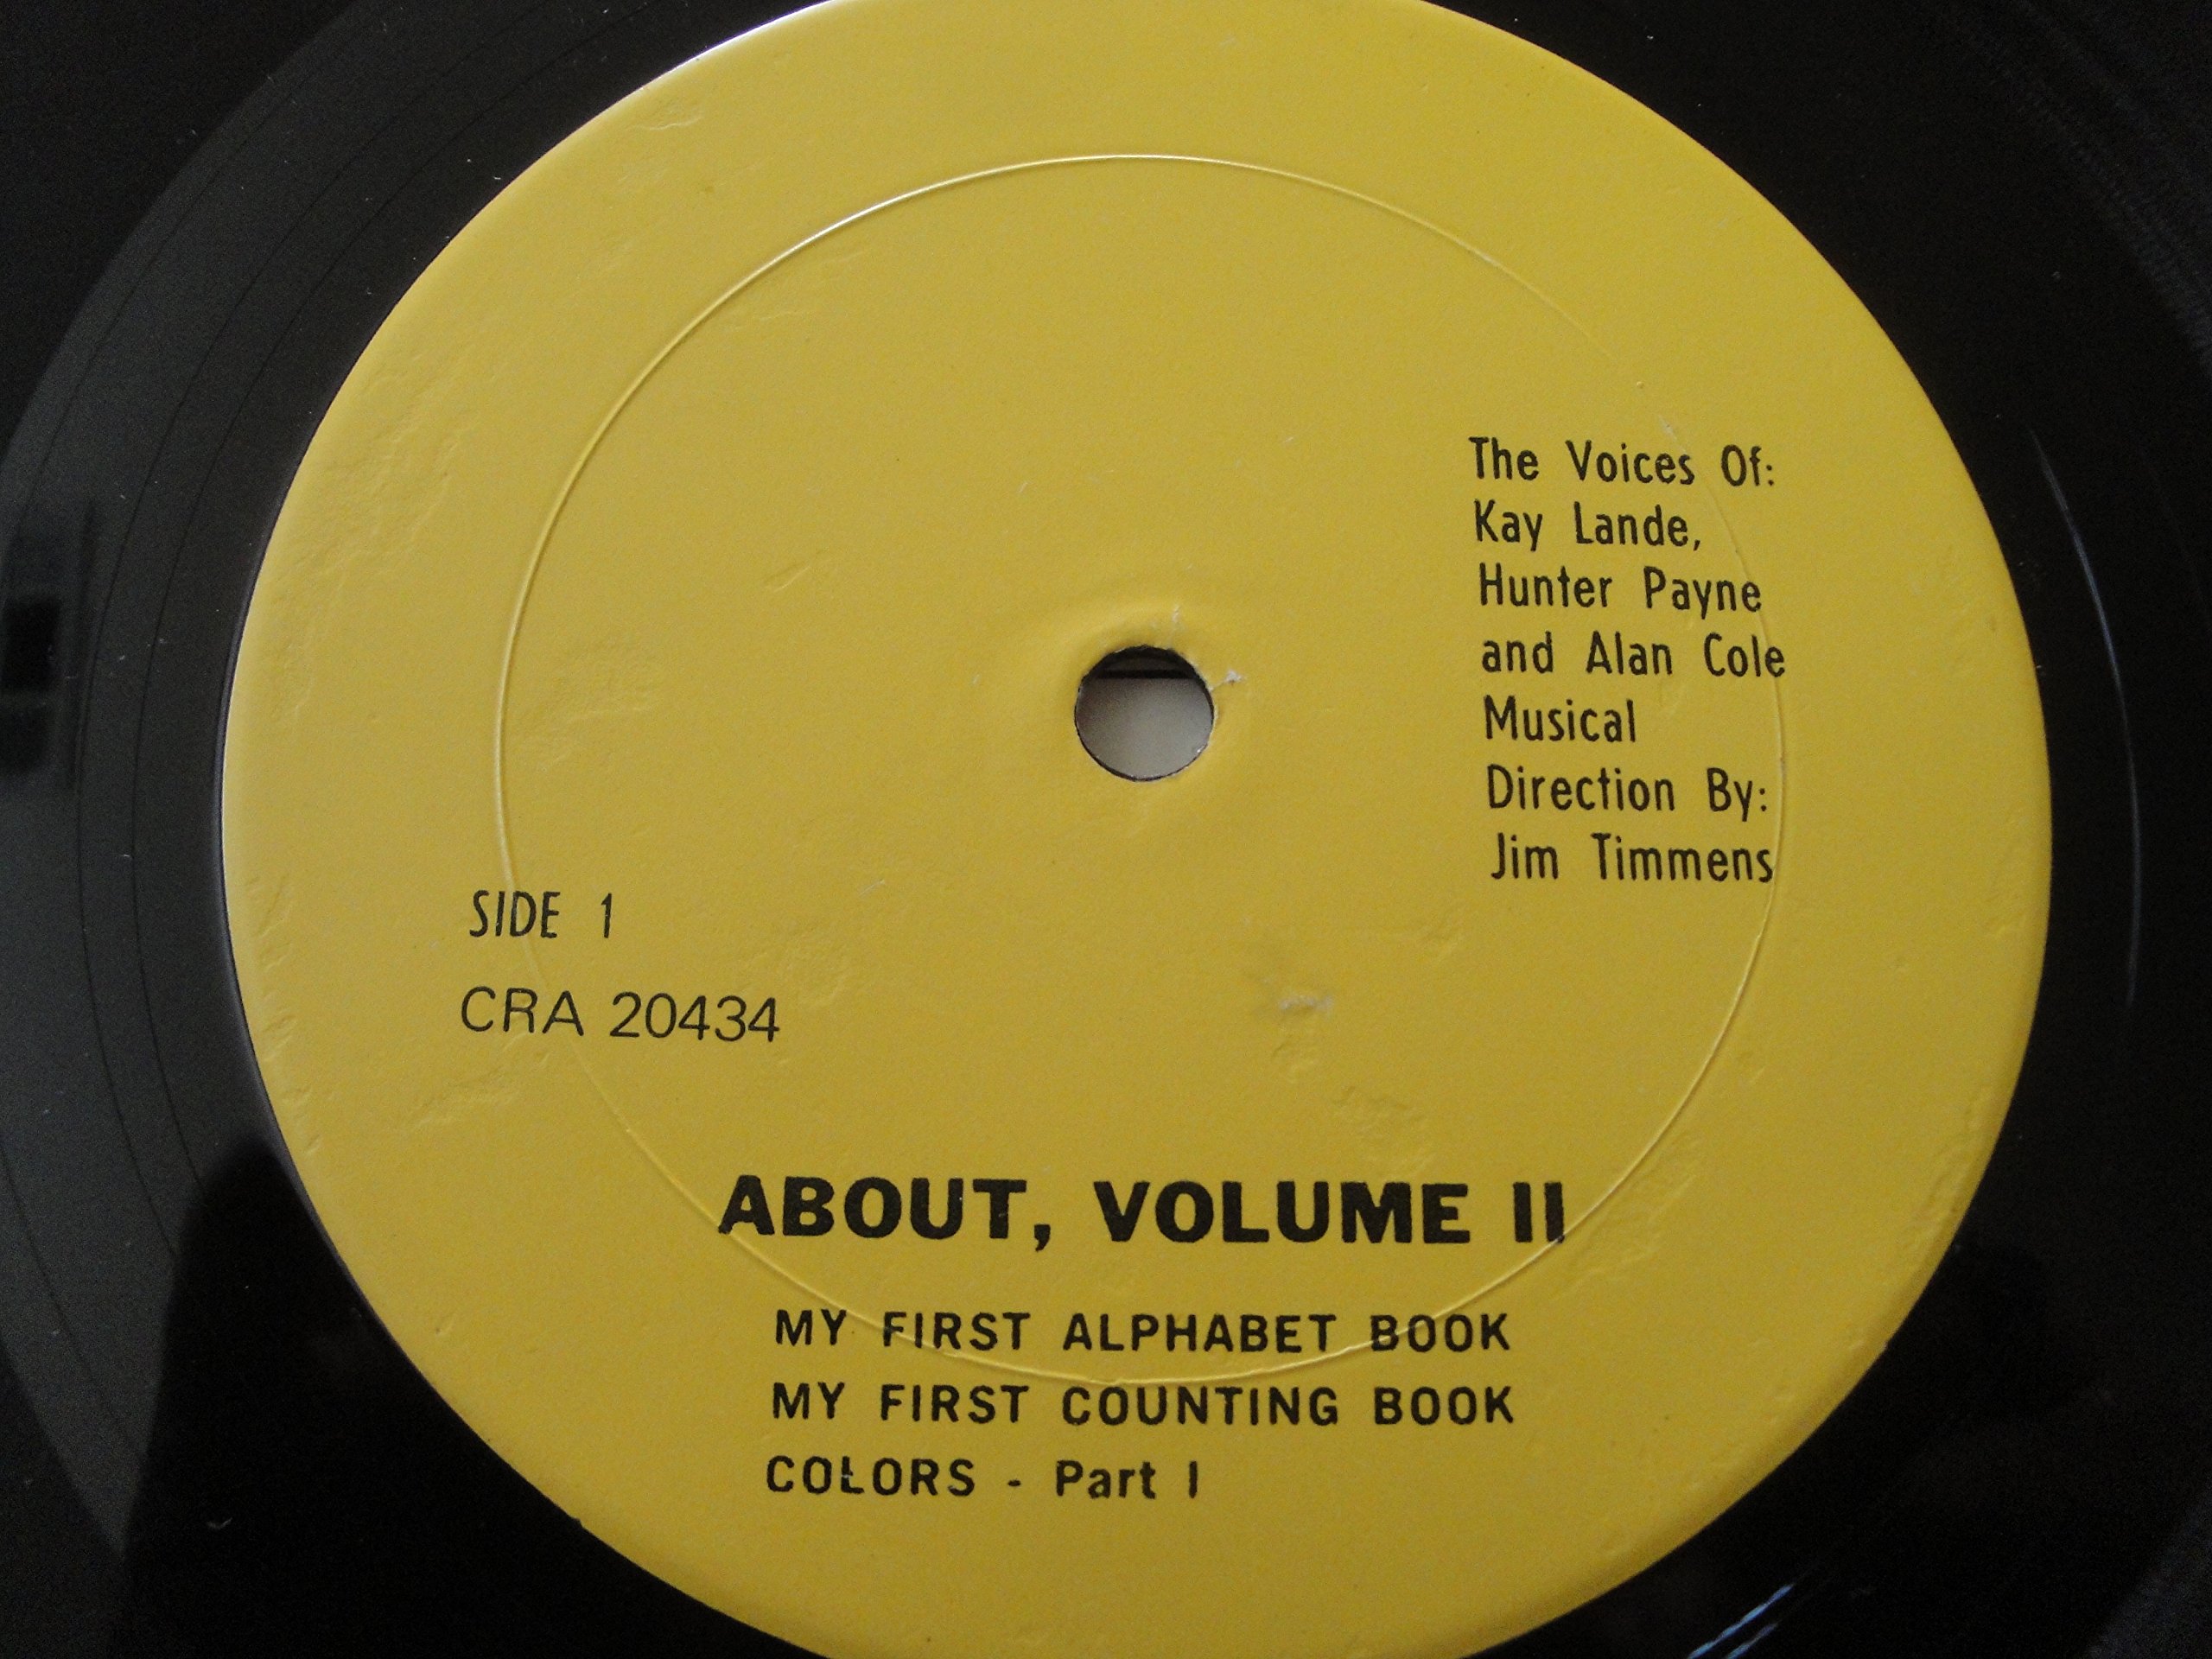 The Voices Of:
Kay Lande,
Hunter Payne
and Alan Cole
Musical
Direction By:
Jim Timmens
SIDE 1
CRA 20434
ABOUT, VOLUME II
MY FIRST ALPHABET BOOK
MY FIRST COUNTING BOOK
COLORS - Part I